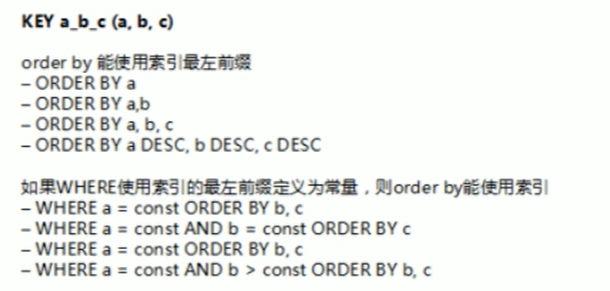 KEY a_b_c (a, b, c)
order by 能使用索引最左前缀
– ORDER BY a
– ORDER BY a,b
– ORDER BY a, b, c
– ORDER BY a DESC, b DESC, c DESC
如果WHERE使用索引的最左前缀定义为常量，则order by能使用索引
– WHERE a = const ORDER BY b, c
– WHERE a = const AND b = const ORDER BY c
– WHERE a = const ORDER BY b, c
– WHERE a = const AND b > const ORDER BY b, c